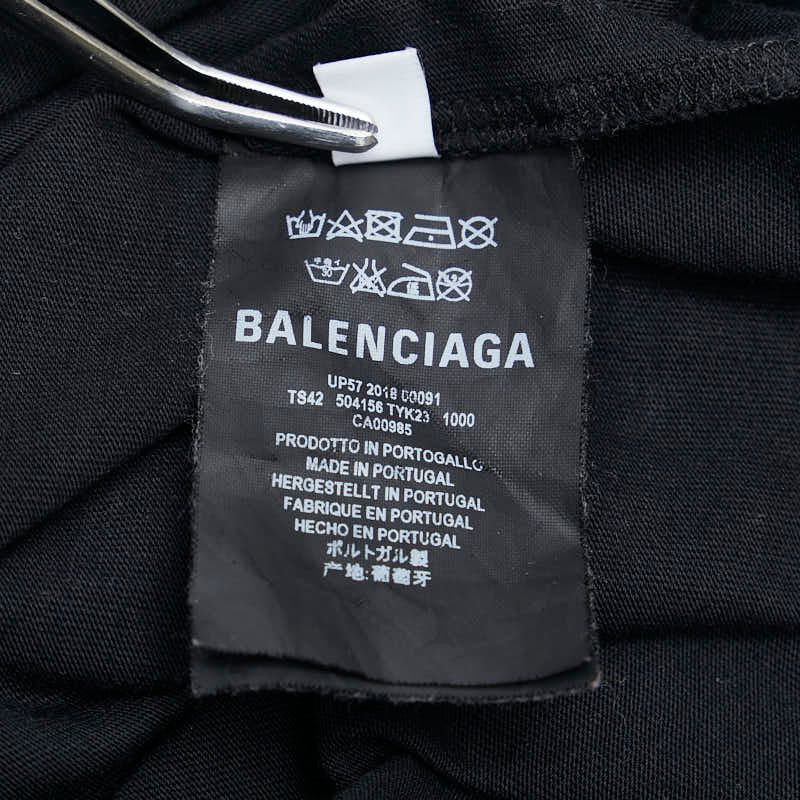 BALENCIAGA
UP57 2018 00091
TS42 504156 TYK23 1000
CA00985
PRODOTTO IN PORTOGALLO
MADE IN PORTUGAL
HERGESTELLT IN PORTUGAL
FABRIQUE EN PORTUGAL
HECHO EN PORTUGAL
ポルトガル製
产地:葡萄牙